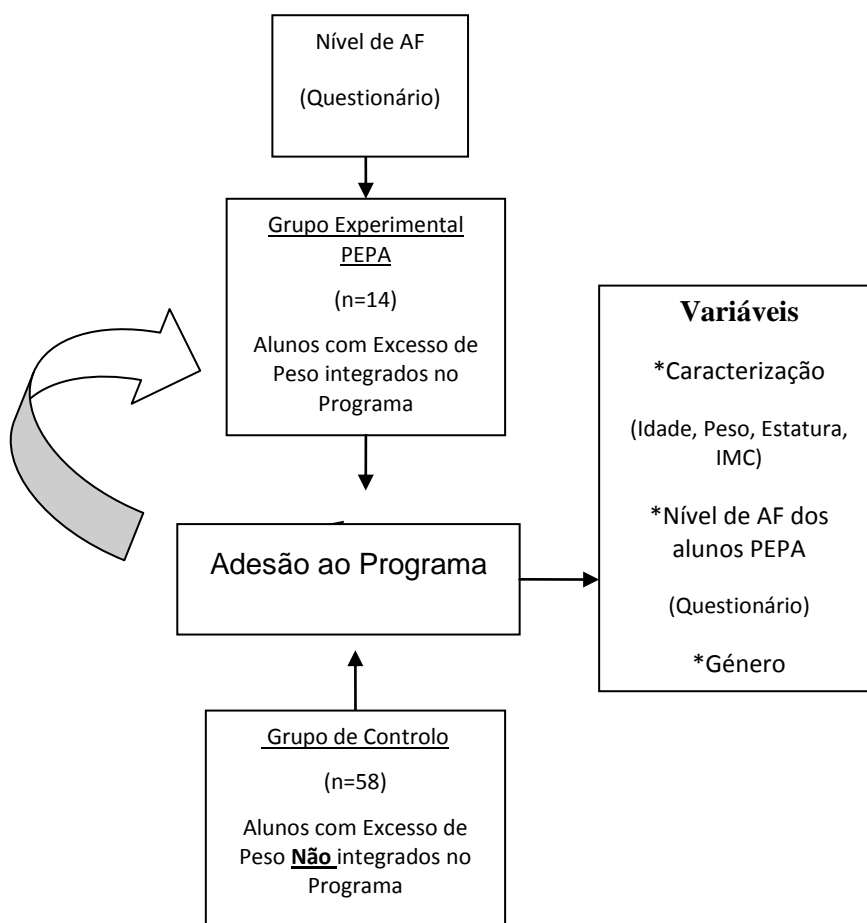 Nível de AF
(Questionário)
Grupo Experimental
PEPA
(n=14)
Alunos com Excesso de
Peso integrados no
Programa
Adesão ao Programa
Grupo de Controlo
(n=58)
Alunos com Excesso de
Peso Não integrados no
Programa
Variáveis
*Caracterização
(Idade, Peso, Estatura,
IMC)
*Nível de AF dos
alunos PEPA
(Questionário)
*Género